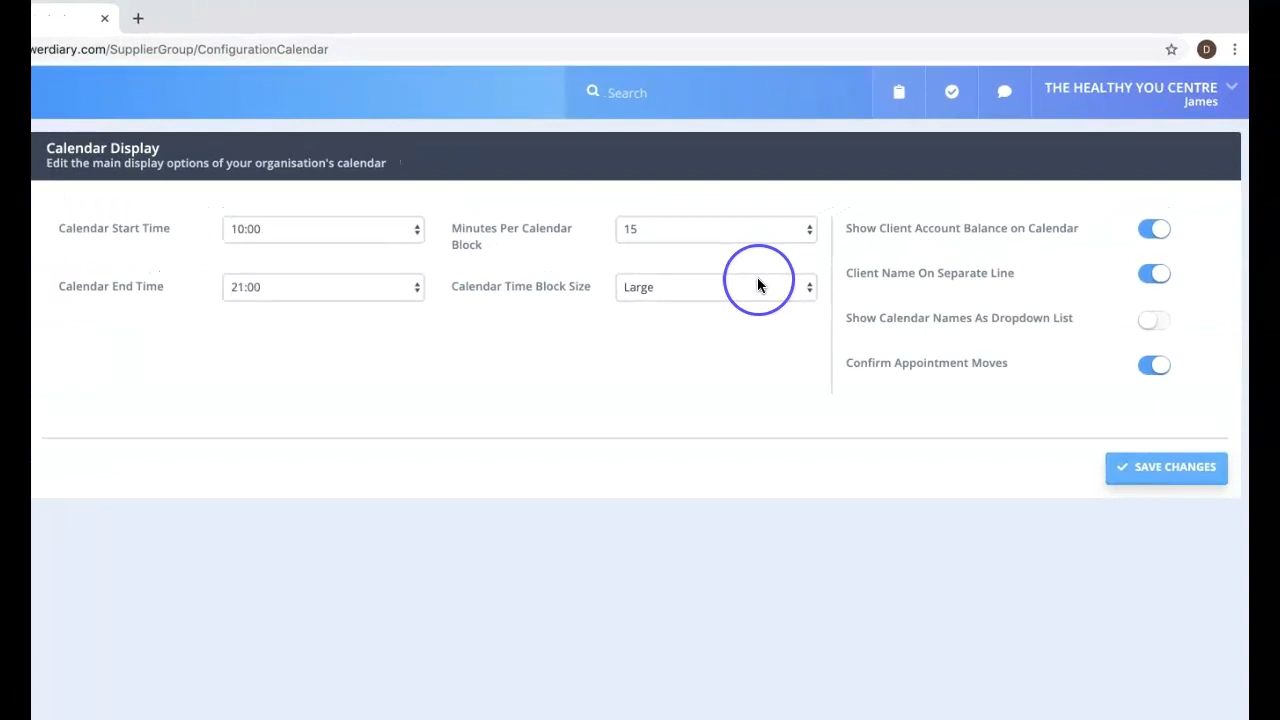 werdiary.com/SupplierGroup/ConfigurationCalendar
D
Search
THE HEALTHY YOU CENTRE
James
Calendar Display
Edit the main display options of your organisation's calendar
Calendar Start Time
10:00
Minutes Per Calendar
Block
15
Show Client Account Balance on Calendar
Client Name On Separate Line
Calendar End Time
21:00
Calendar Time Block Size
Large
Show Calendar Names As Dropdown List
Confirm Appointment Moves
SAVE CHANGES